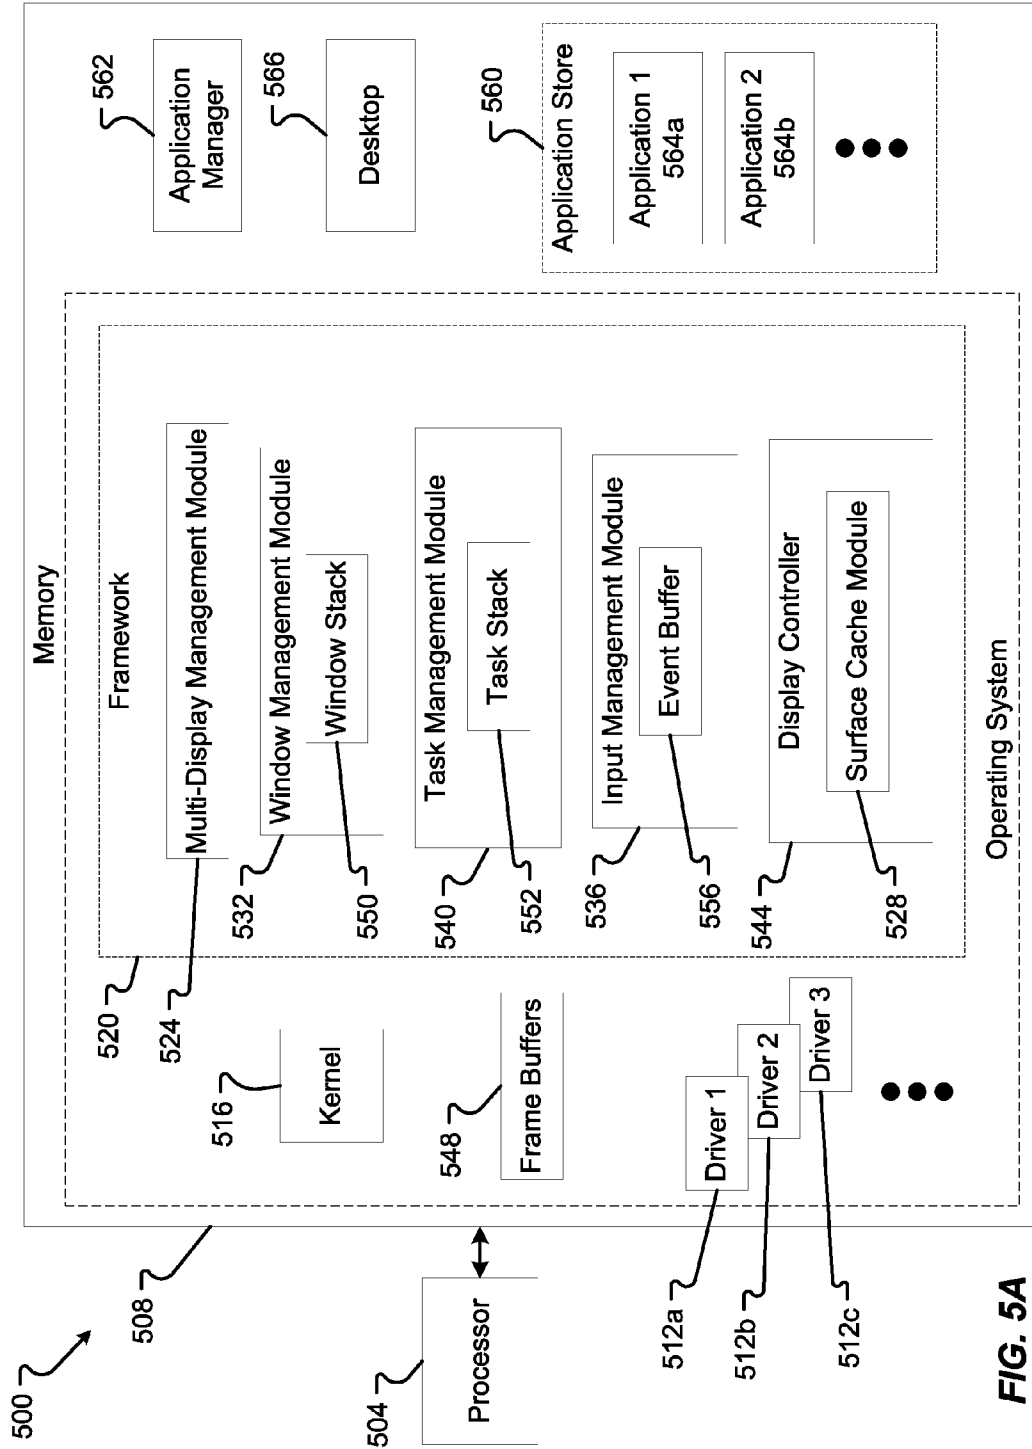 500
508
504
Processor
Memory
Operating System
516
Kernel
548
Frame Buffers
512a
Driver 1
512b
Driver 2
512c
Driver 3
520
Framework
524
Multi-Display Management Module
532
Window Management Module
550
Window Stack
540
Task Management Module
552
Task Stack
536
Input Management Module
556
Event Buffer
544
Display Controller
528
Surface Cache Module
562
Application
Manager
566
Desktop
560
Application Store
Application 1
564a
Application 2
564b
FIG. 5A